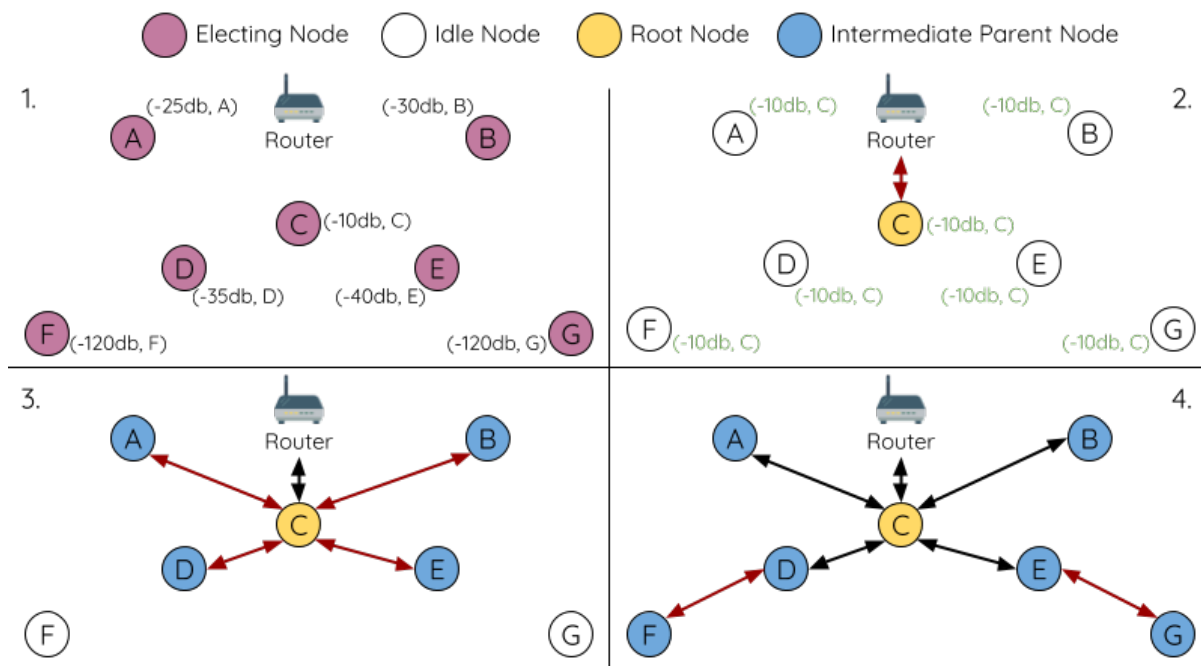 Electing Node
Idle Node
Root Node
Intermediate Parent Node
1.
(-25db, A)
A
Router
(-30db, B)
B
C
(-10db, C)
D
(-35db, D)
E
(-40db, E)
F
(-120db, F)
(-120db, G)
G
2.
(-10db, C)
A
Router
(-10db, C)
B
C
(-10db, C)
D
(-10db, C)
E
(-10db, C)
F
(-10db, C)
(-10db, C)
G
3.
A
Router
B
C
D
E
F
G
4.
A
Router
B
C
D
E
F
G